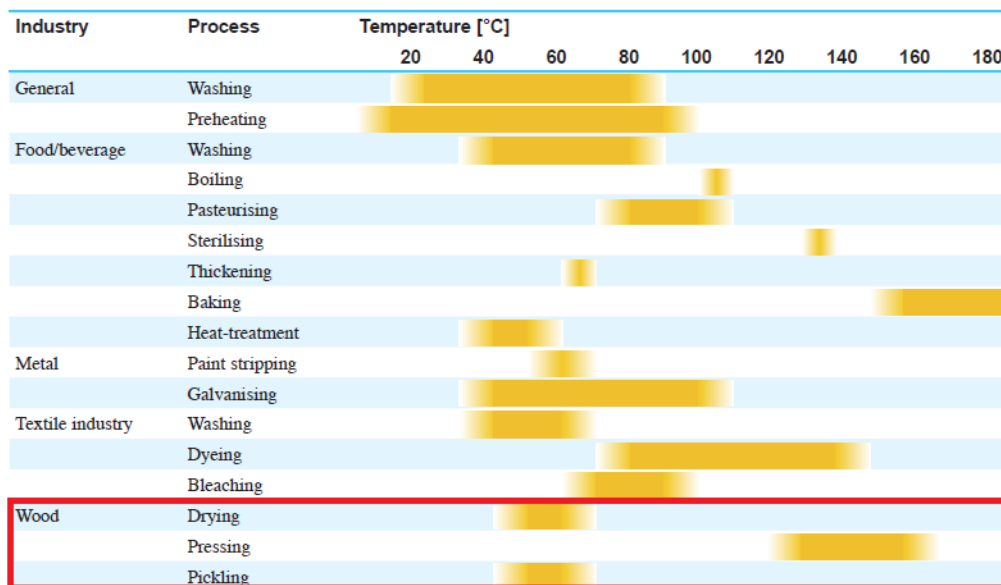 Industry Process Temperature [°C]
20 40 60 80 100 120 140 160 180
General Washing
Preheating
Food/beverage Washing
Boiling
Pasteurising
Sterilising
Thickening
Baking
Heat-treatment
Metal Paint stripping
Galvanising
Textile industry Washing
Dyeing
Bleaching
Wood Drying
Pressing
Pickling